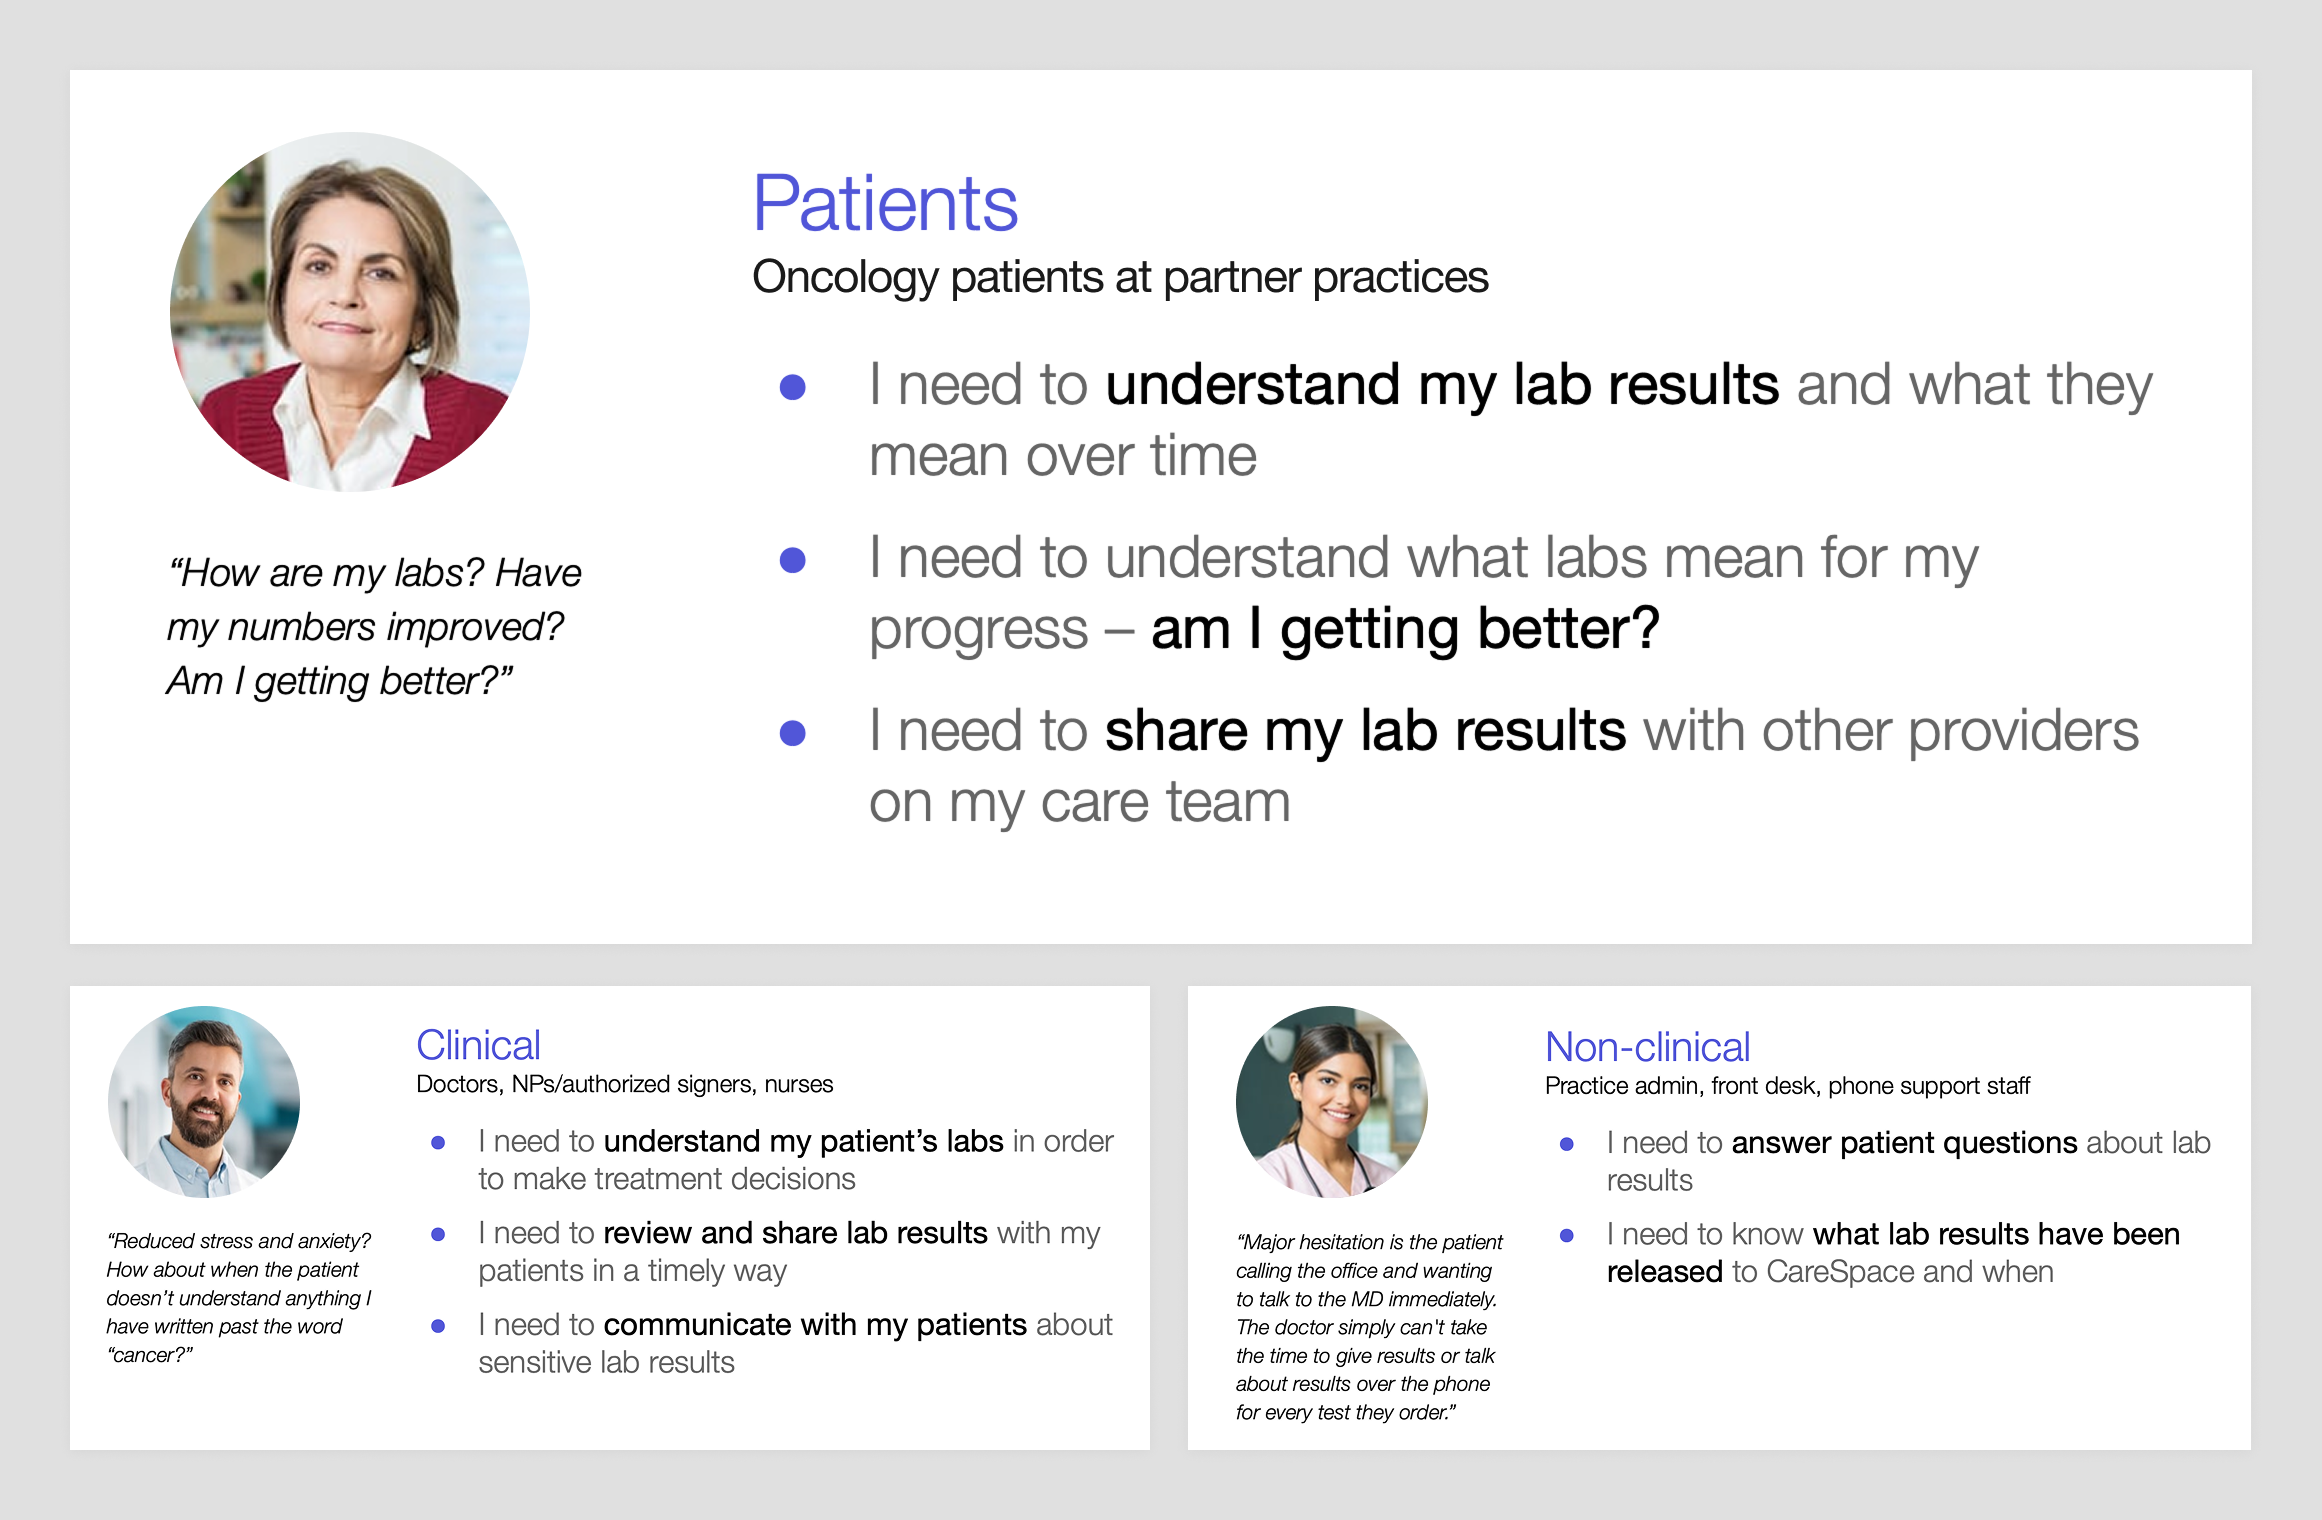 Patients
Oncology patients at partner practices
I need to understand my lab results and what they
mean over time
I need to understand what labs mean for my
progress – am I getting better?
I need to share my lab results with other providers
on my care team
“How are my labs? Have
my numbers improved?
Am I getting better?”
Clinical
Doctors, NPs/authorized signers, nurses
I need to understand my patient’s labs in order
to make treatment decisions
I need to review and share lab results with my
patients in a timely way
I need to communicate with my patients about
sensitive lab results
“Reduced stress and anxiety?
How about when the patient
doesn’t understand anything I
have written past the word
“cancer?”
Non-clinical
Practice admin, front desk, phone support staff
I need to answer patient questions about lab
results
I need to know what lab results have been
released to CareSpace and when
“Major hesitation is the patient
calling the office and wanting
to talk to the MD immediately.
The doctor simply can't take
the time to give results or talk
about results over the phone
for every test they order.”